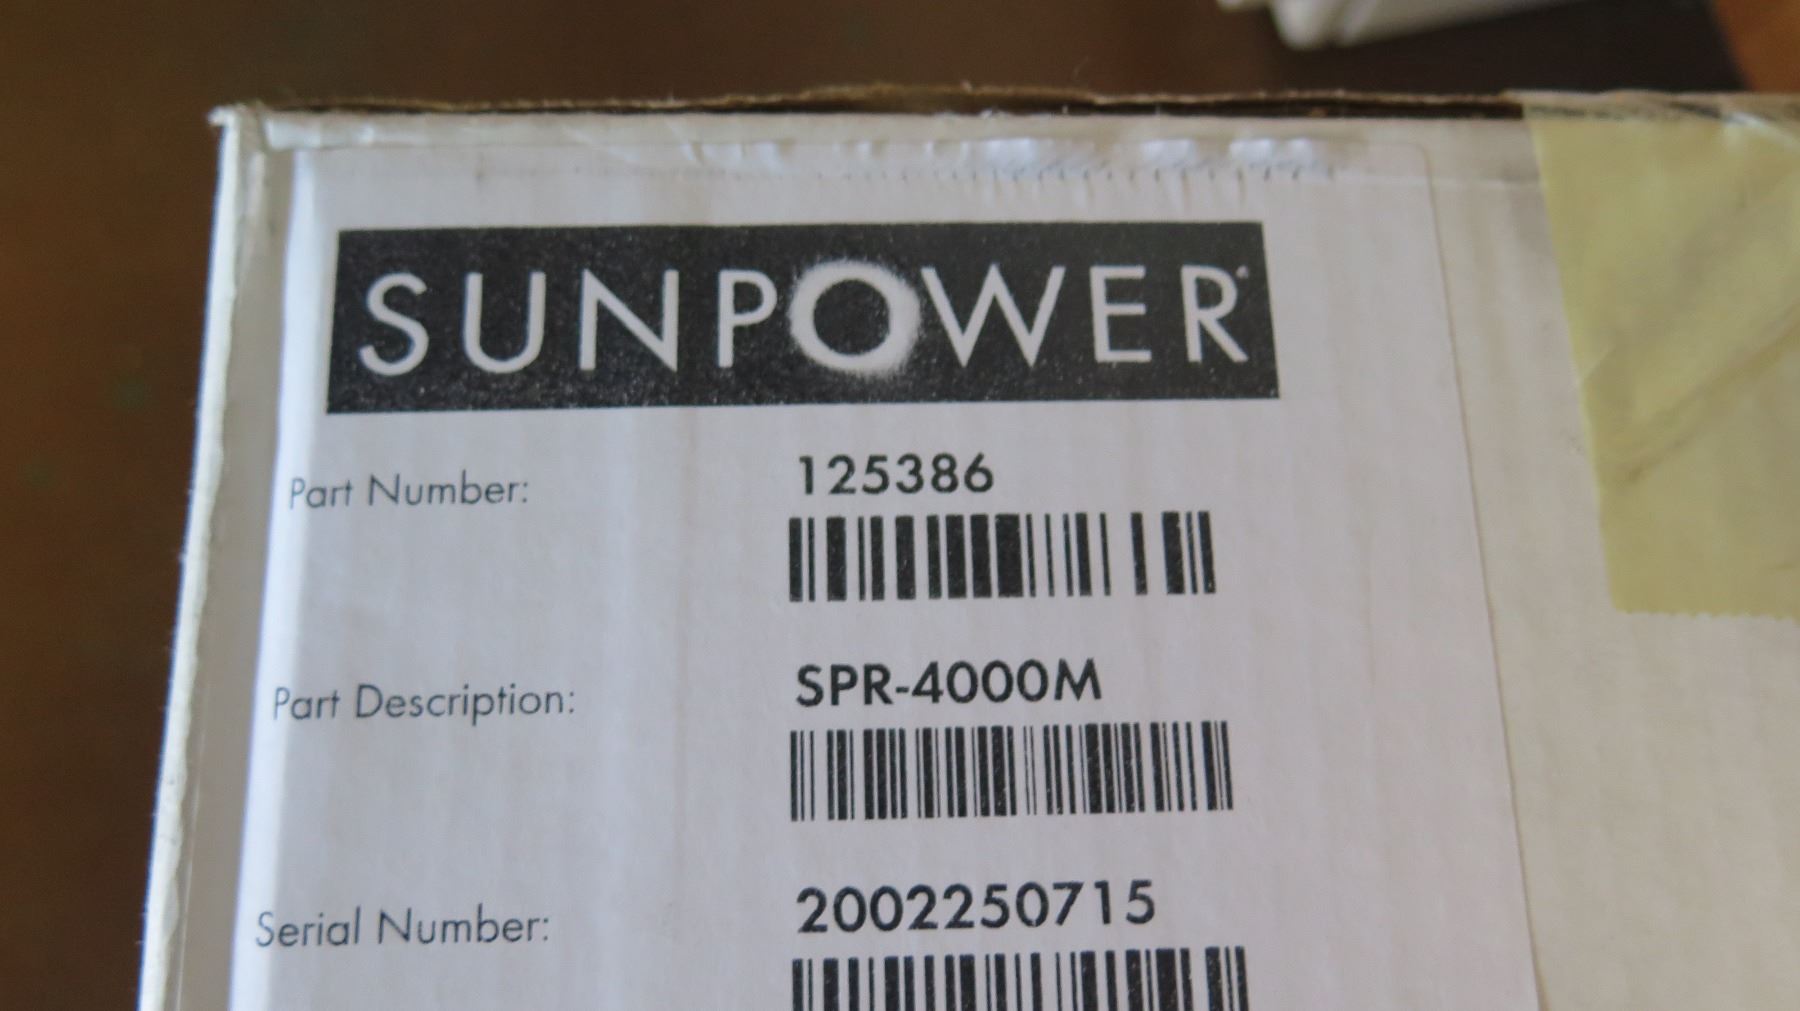 SUNPOWER
Part Number: 125386
Part Description: SPR-4000M
Serial Number: 2002250715